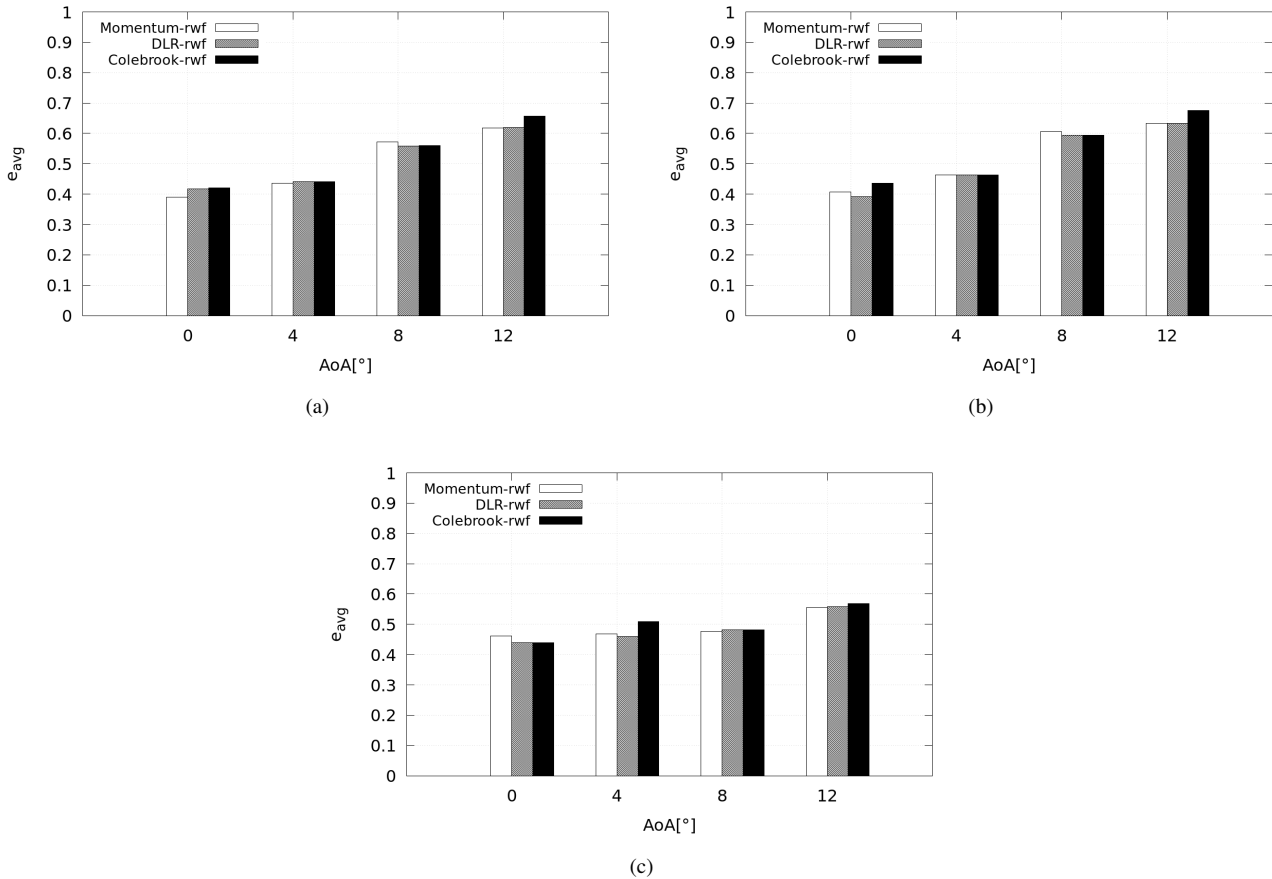 1
0.9
0.8
0.7
0.6
0.5
0.4
0.3
0.2
0.1
0
e_avg
Momentum-rwf
DLR-rwf
Colebrook-rwf
0 4 8 12
AoA[°]
(a)
1
0.9
0.8
0.7
0.6
0.5
0.4
0.3
0.2
0.1
0
e_avg
Momentum-rwf
DLR-rwf
Colebrook-rwf
0 4 8 12
AoA[°]
(b)
1
0.9
0.8
0.7
0.6
0.5
0.4
0.3
0.2
0.1
0
e_avg
Momentum-rwf
DLR-rwf
Colebrook-rwf
0 4 8 12
AoA[°]
(c)